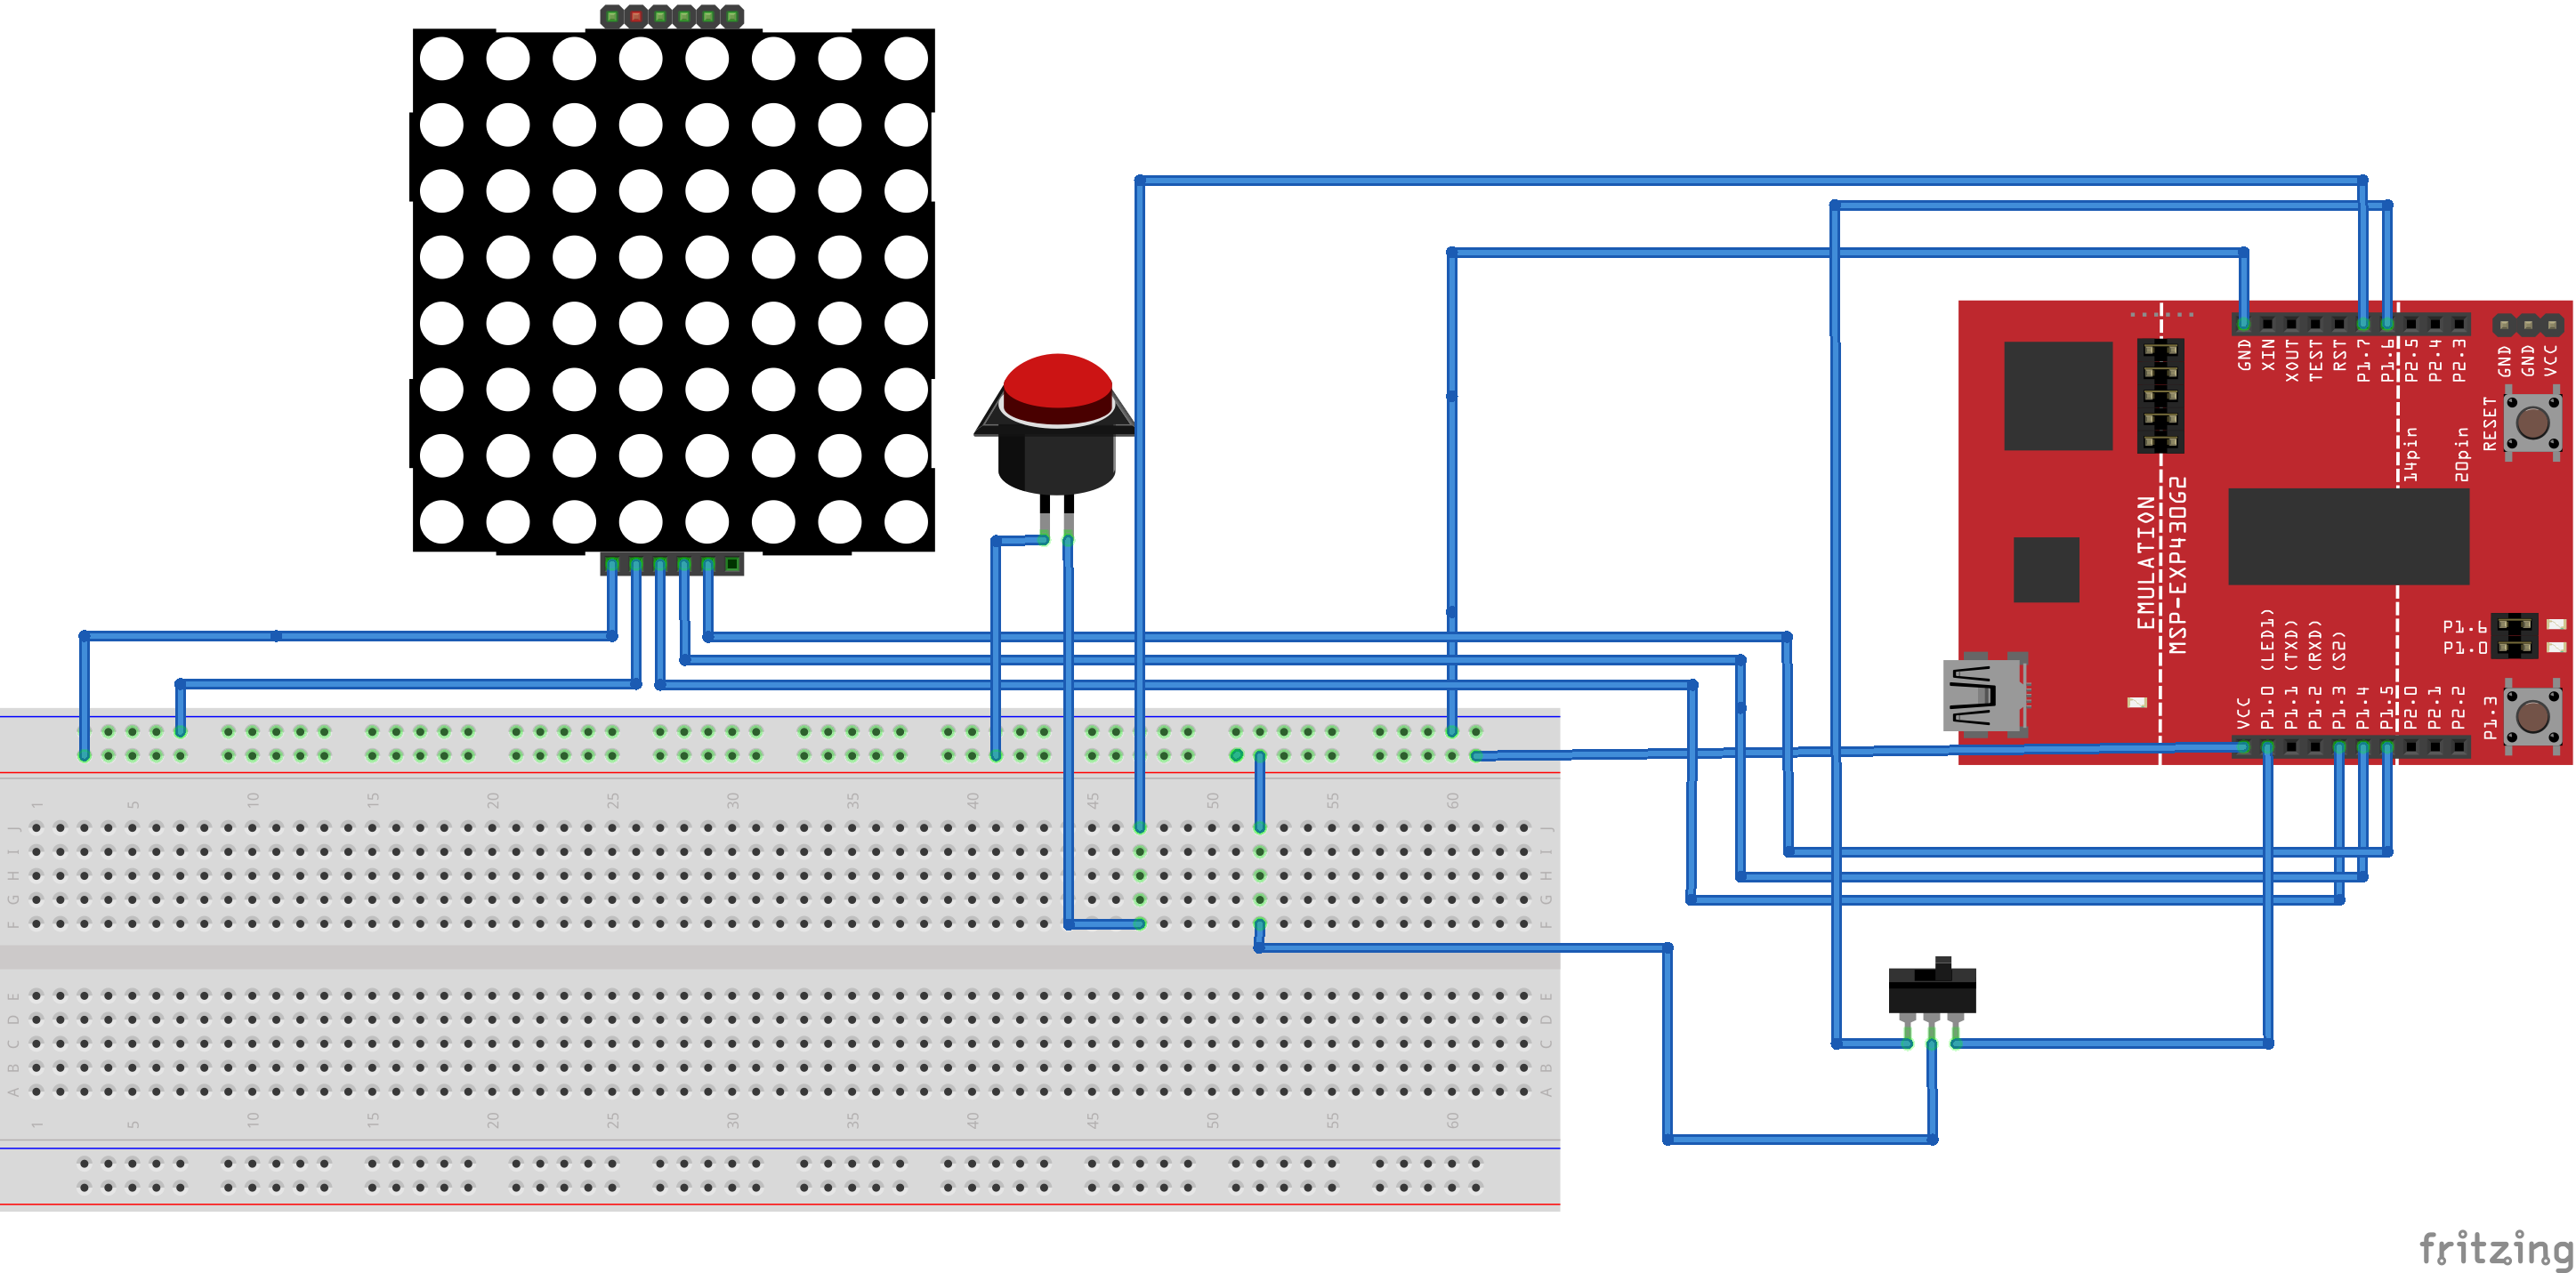 GND
XIN
XOUT
TEST
RST
P1.7
P1.6
P2.5
P2.4
P2.3
GND
GND
VCC
RESET
14pin
20pin
EMULATION
MSP-EXP430G2
P1.6
P1.0
P1.3
VCC
P1.0 (LED1)
P1.1 (TXD)
P1.2 (RXD)
P1.3 (S2)
P1.4
P1.5
P2.0
P2.1
P2.2
1 5 10 15 20 25 30 35 40 45 50 55 60
J J
I I
H H
G G
F F
E E
D D
C C
B B
A A
1 5 10 15 20 25 30 35 40 45 50 55 60
fritzing